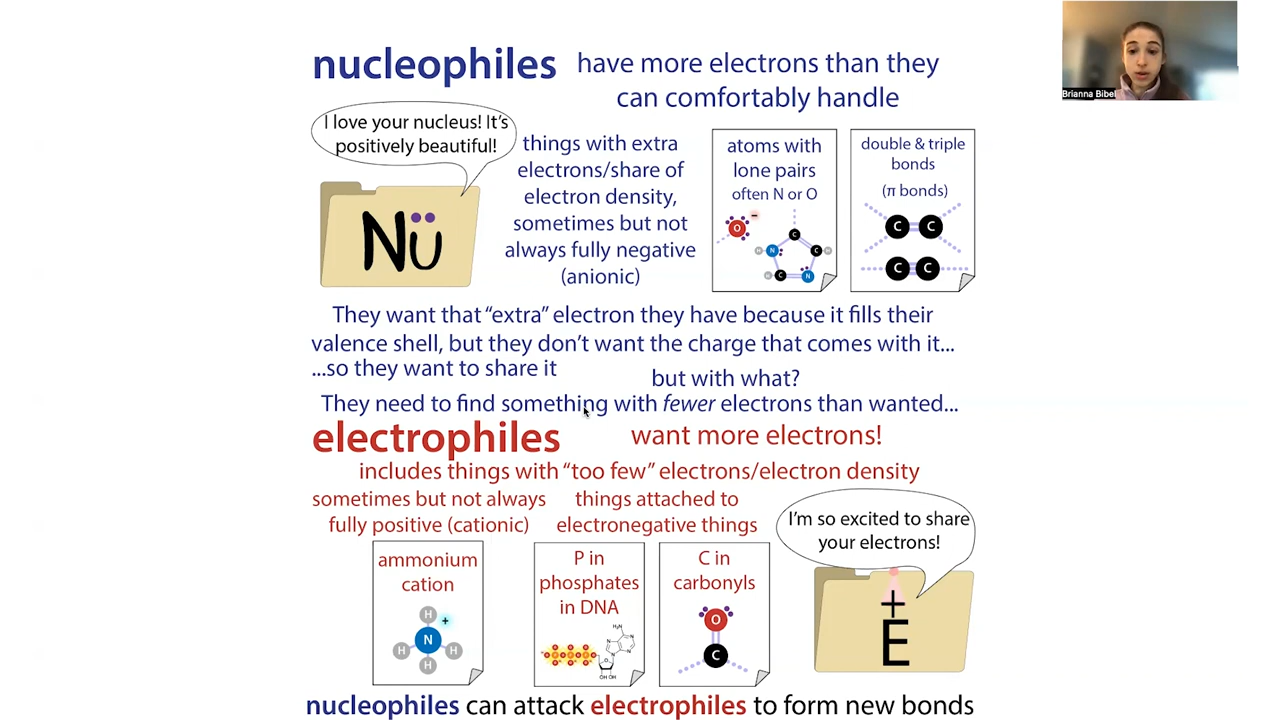 nucleophiles have more electrons than they
can comfortably handle
I love your nucleus! It's
positively beautiful!
Nü
things with extra
electrons/share of
electron density,
sometimes but not
always fully negative
(anionic)
atoms with
lone pairs
often N or O
O
−
C
N
H
C
H
H
C
N
double & triple
bonds
(π bonds)
C C
C C
They want that “extra” electron they have because it fills their
valence shell, but they don’t want the charge that comes with it...
...so they want to share it
but with what?
They need to find something with fewer electrons than wanted...
electrophiles want more electrons!
includes things with “too few” electrons/electron density
sometimes but not always
fully positive (cationic)
things attached to
electronegative things
ammonium
cation
H +
N
H H
H
P in
phosphates
in DNA
C in
carbonyls
O
C
I’m so excited to share
your electrons!
+
E
nucleophiles can attack electrophiles to form new bonds
Brianna Bibel